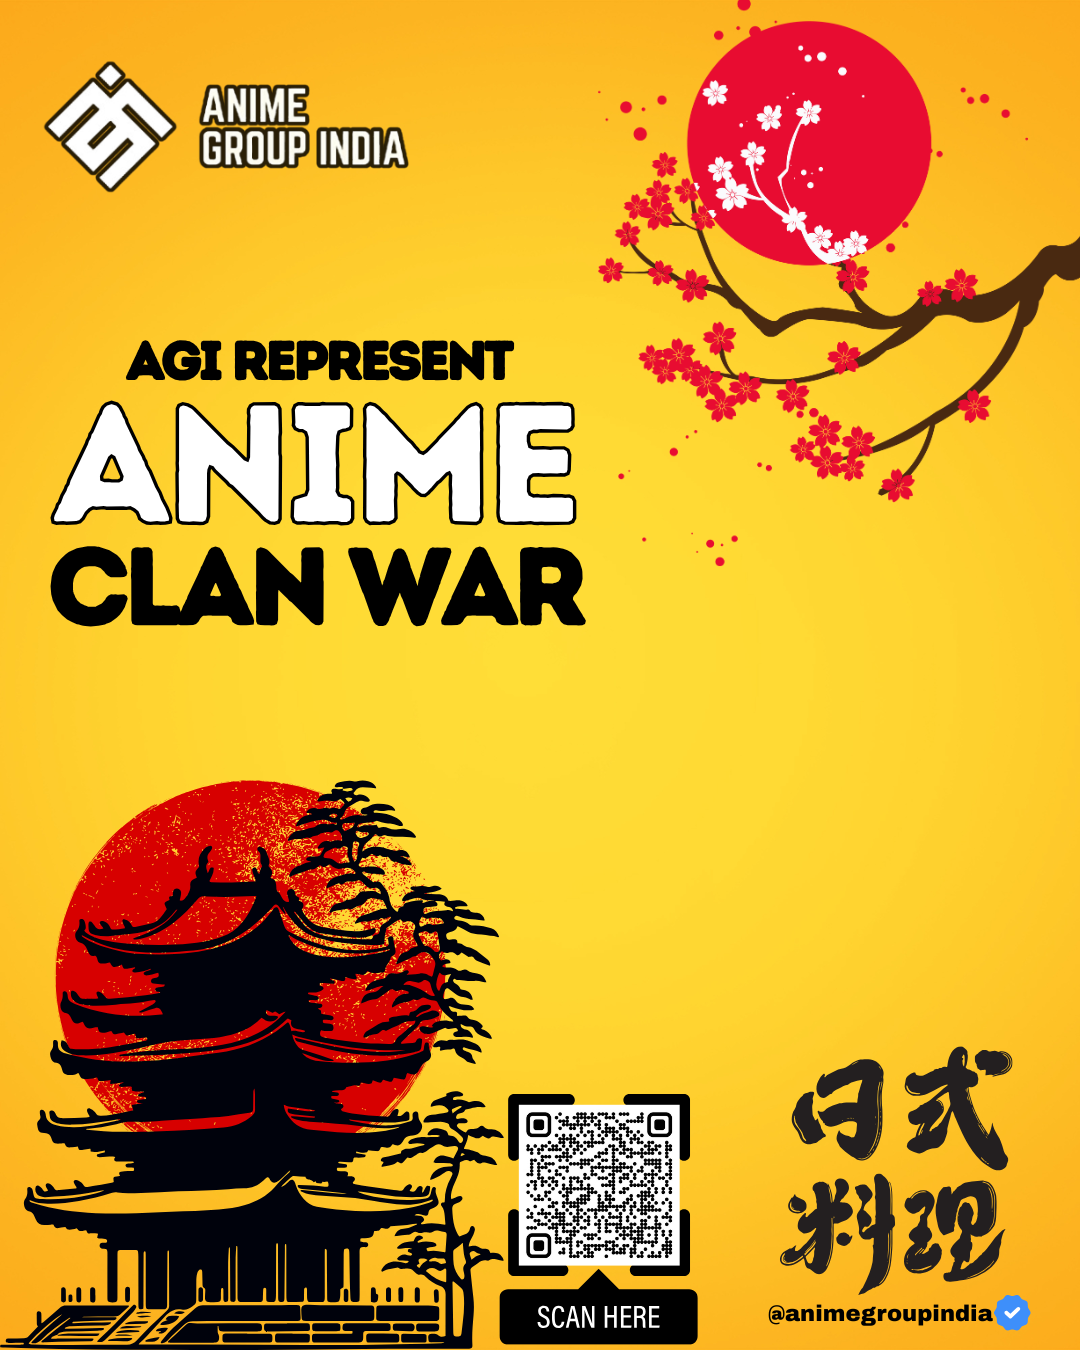 ANIME
GROUP INDIA
AGI REPRESENT
ANIME
CLAN WAR
日式
料理
SCAN HERE
@animegroupindia